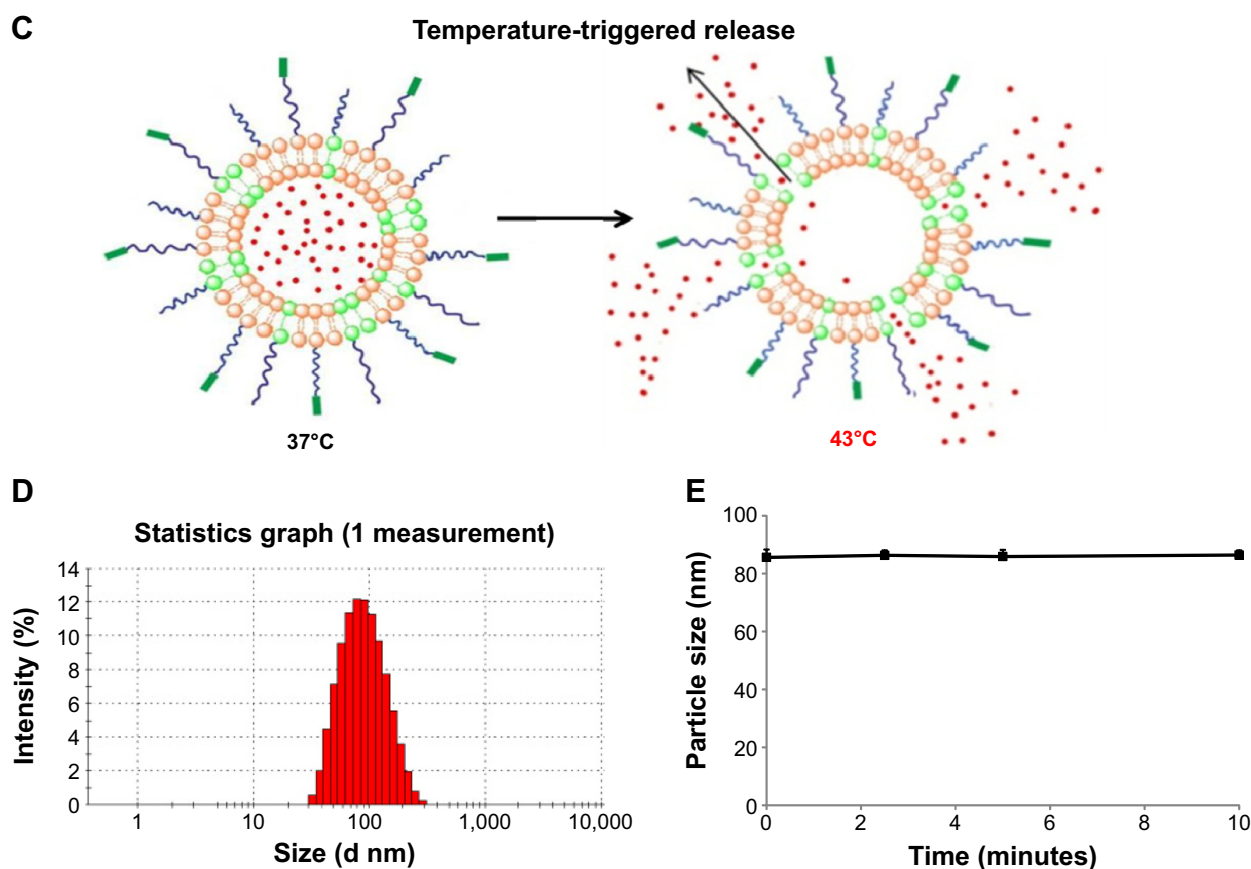 C
Temperature-triggered release
37°C
43°C
D
Statistics graph (1 measurement)
Intensity (%)
14
12
10
8
6
4
2
0
1
10
100
1,000
10,000
Size (d nm)
E
Particle size (nm)
100
80
60
40
20
0
0
2
4
6
8
10
Time (minutes)